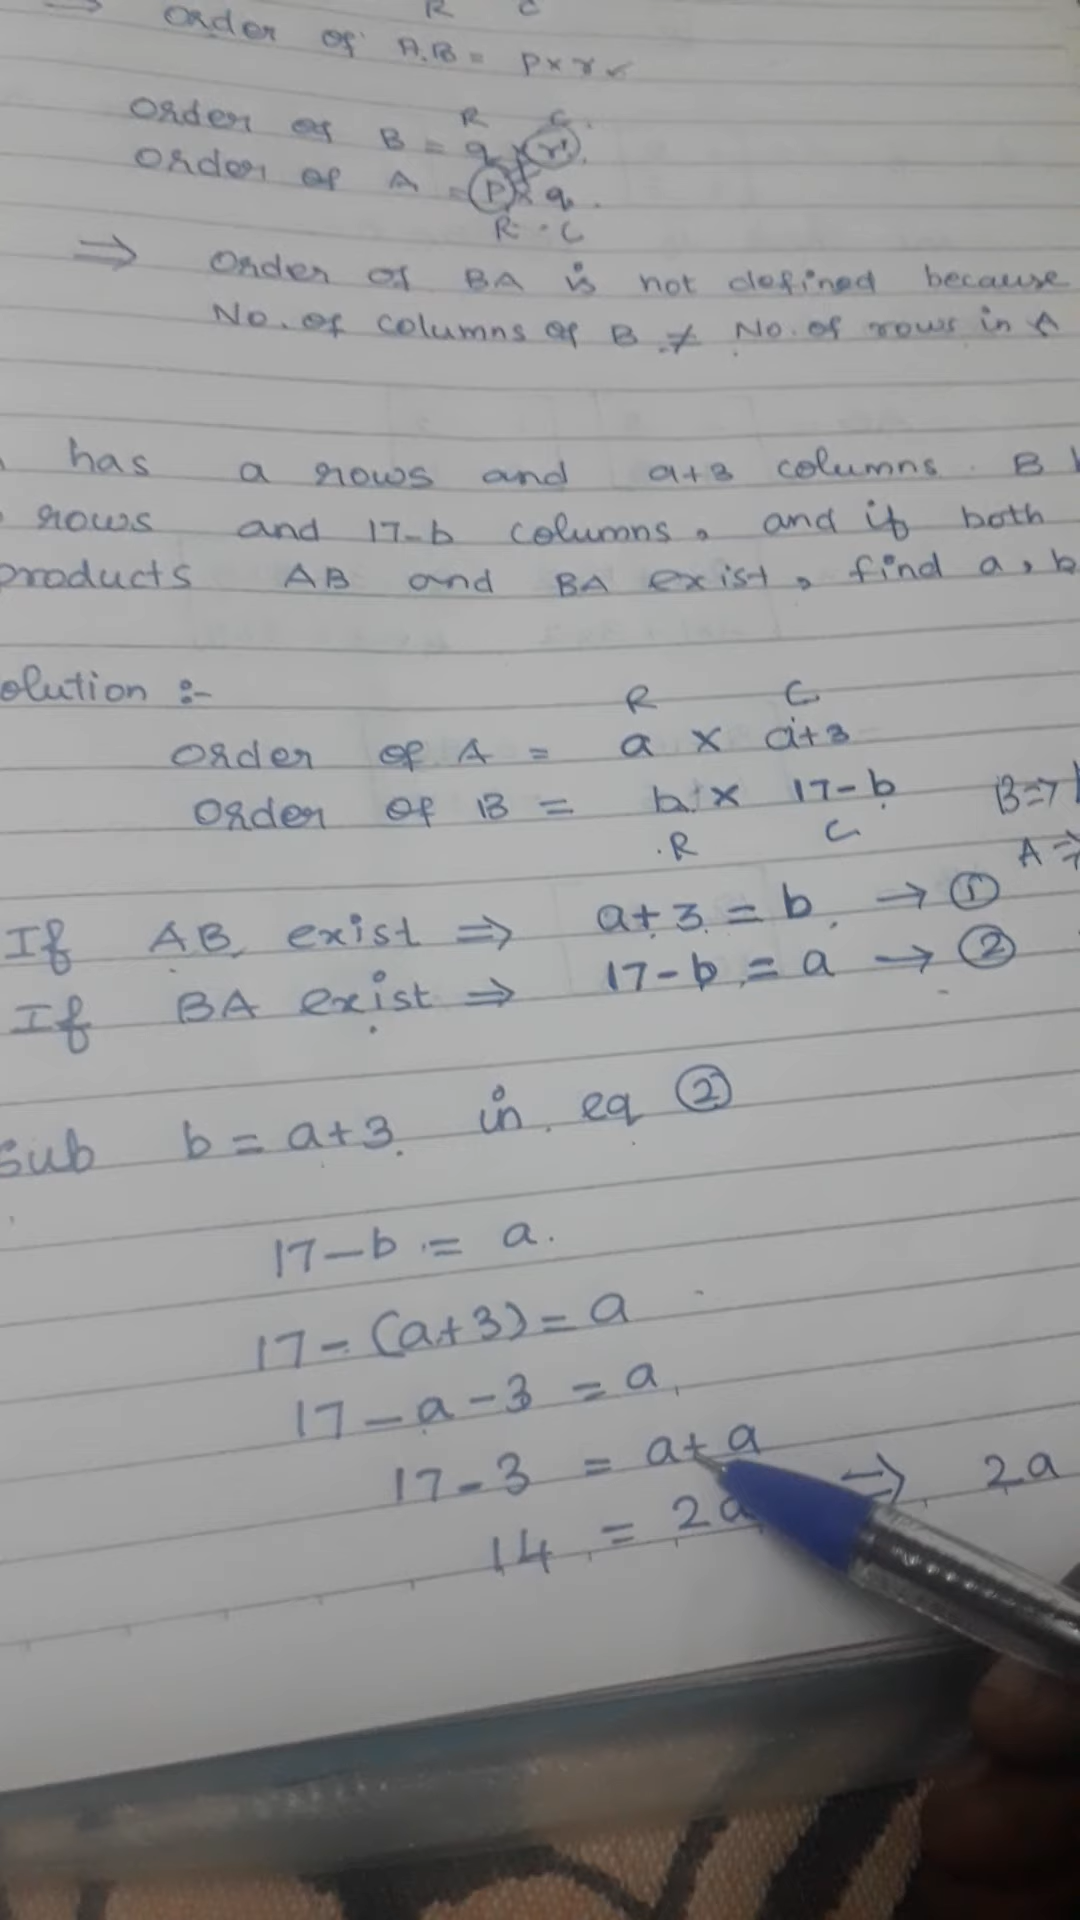 R C
⇒ Order of A.B = p×r
Order of B = q × r
Order of A = p × q
R C
⇒ Order of BA is not defined because
No. of columns of B ≠ No. of rows in A
has a rows and a+3 columns. B
rows and 17-b columns, and if both
products AB and BA exist, find a, b
olution :-
R C
Order of A = a × a+3
Order of B = b × 17-b B ⇒
R C A ⇒
If AB exist ⇒ a+3 = b → ①
If BA exist ⇒ 17-b = a → ②
Sub b = a+3 in eq ②
17-b = a.
17-(a+3) = a
17-a-3 = a
17-3 = a+a
14 = 2a ⇒ 2a